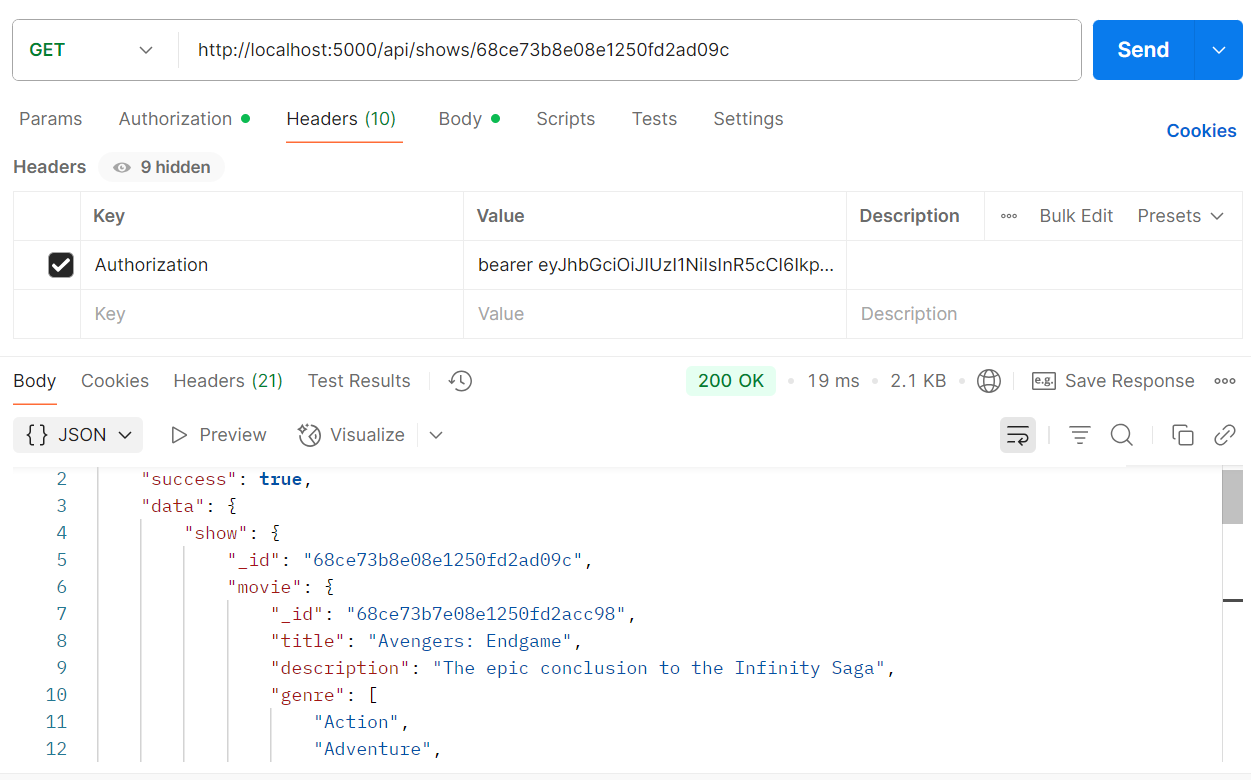 GET http://localhost:5000/api/shows/68ce73b8e08e1250fd2ad09c Send
Params Authorization Headers (10) Body Scripts Tests Settings
Cookies
Headers 9 hidden
Key Value Description Bulk Edit Presets
Authorization bearer eyJhbGciOiJIUzI1NiIsInR5cCI6Ikp...
Key Value Description
Body Cookies Headers (21) Test Results 200 OK 19 ms 2.1 KB e.g. Save Response
{} JSON Preview Visualize
2 "success": true,
3 "data": {
4 "show": {
5 "_id": "68ce73b8e08e1250fd2ad09c",
6 "movie": {
7 "_id": "68ce73b7e08e1250fd2acc98",
8 "title": "Avengers: Endgame",
9 "description": "The epic conclusion to the Infinity Saga",
10 "genre": [
11 "Action",
12 "Adventure",